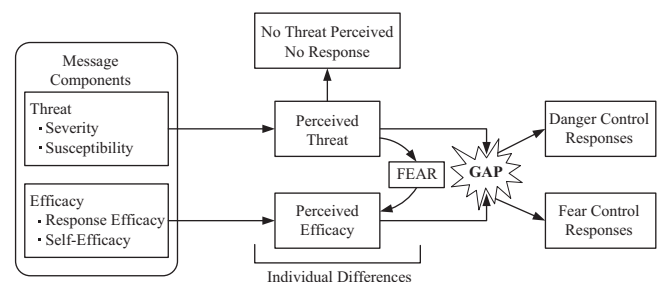 No Threat Perceived
No Response
Message
Components
Threat
▪ Severity
▪ Susceptibility
Perceived
Threat
Danger Control
Responses
FEAR
GAP
Efficacy
▪ Response Efficacy
▪ Self-Efficacy
Perceived
Efficacy
Fear Control
Responses
Individual Differences